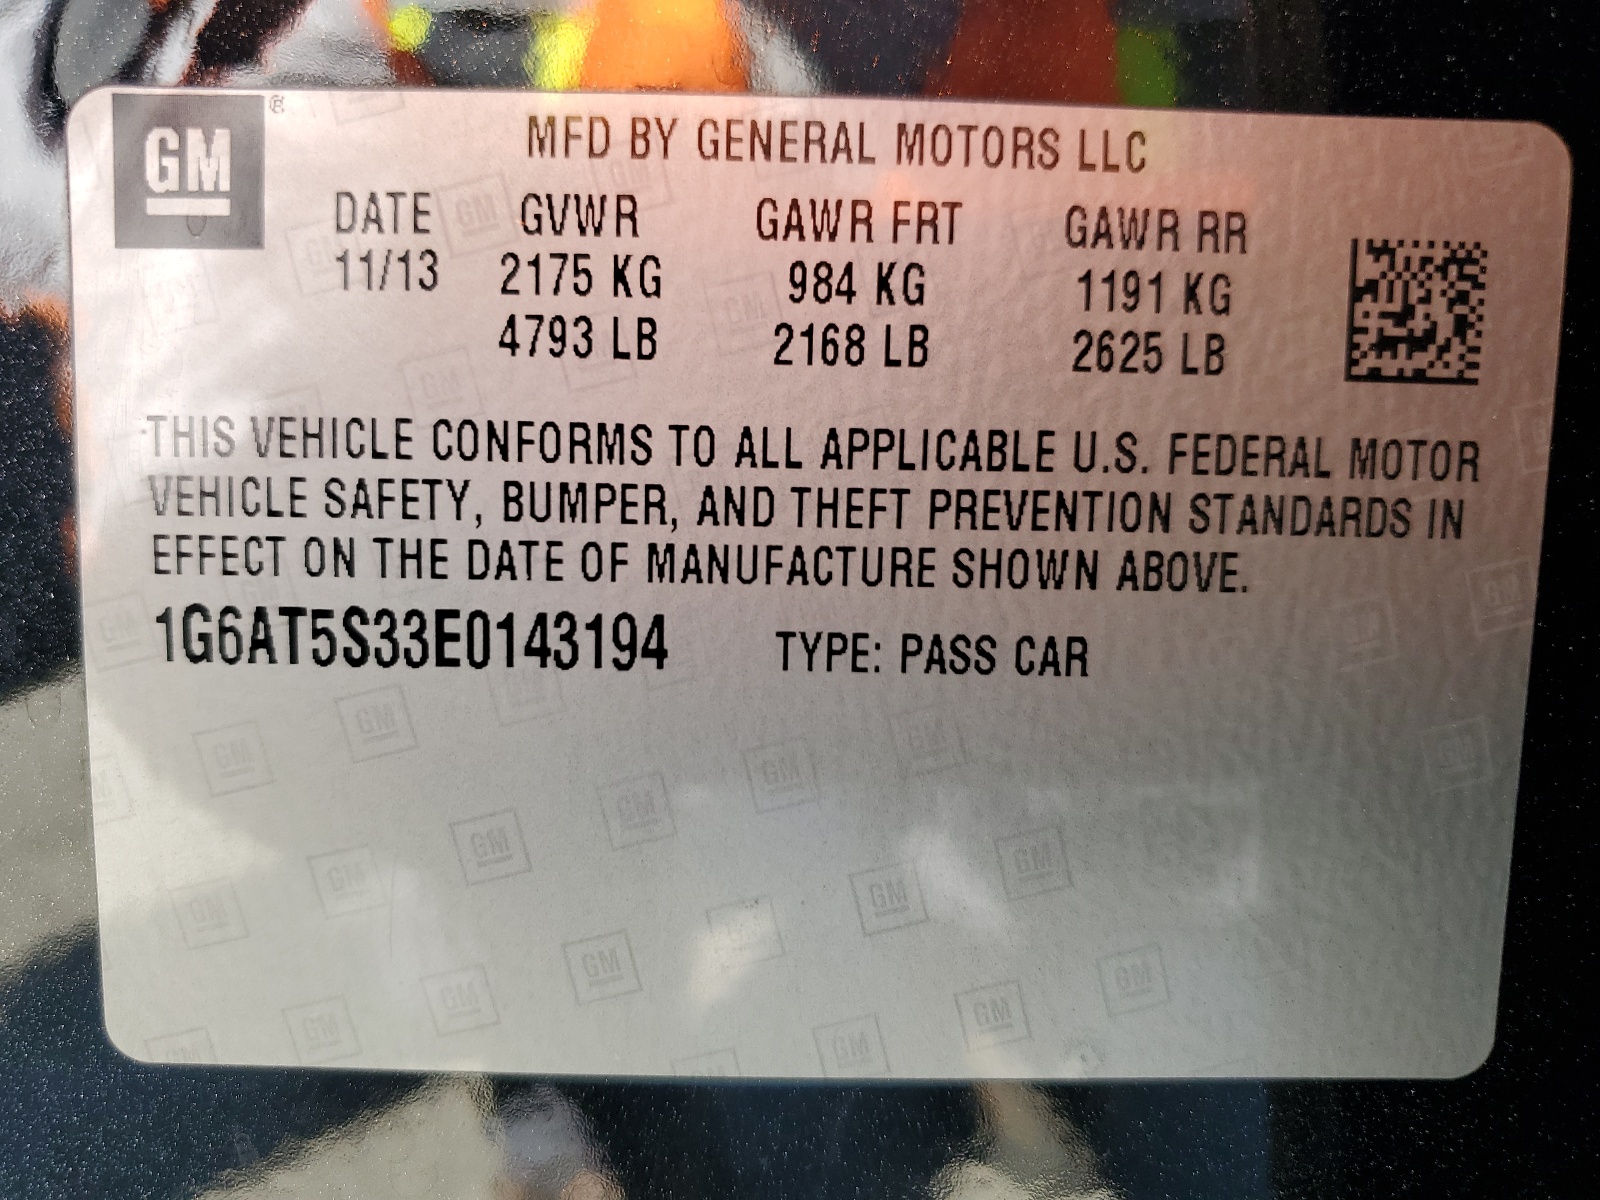 GM ®
MFD BY GENERAL MOTORS LLC
DATE GVWR GAWR FRT GAWR RR
11/13 2175 KG 984 KG 1191 KG
4793 LB 2168 LB 2625 LB
THIS VEHICLE CONFORMS TO ALL APPLICABLE U.S. FEDERAL MOTOR
VEHICLE SAFETY, BUMPER, AND THEFT PREVENTION STANDARDS IN
EFFECT ON THE DATE OF MANUFACTURE SHOWN ABOVE.
1G6AT5S33E0143194 TYPE: PASS CAR